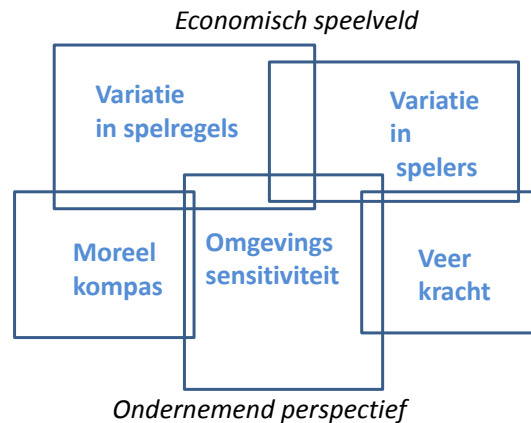 Economisch speelveld
Variatie
in spelregels
Variatie
in
spelers
Moreel
kompas
Omgevings
sensitiviteit
Veer
kracht
Ondernemend perspectief